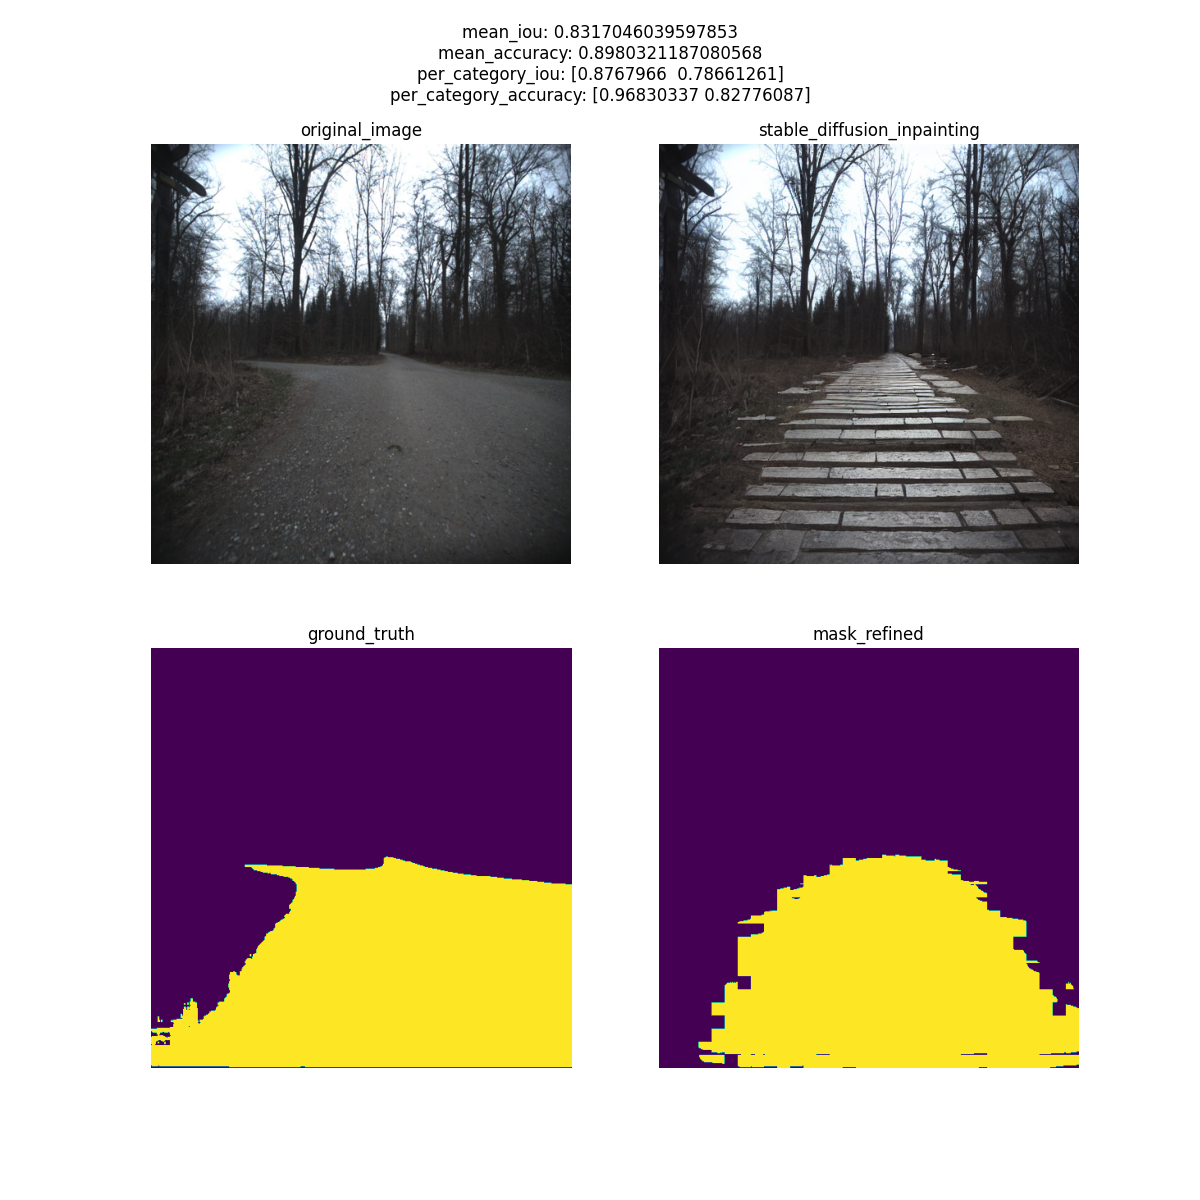 mean_iou: 0.8317046039597853
mean_accuracy: 0.8980321187080568
per_category_iou: [0.8767966  0.78661261]
per_category_accuracy: [0.96830337 0.82776087]
original_image
stable_diffusion_inpainting
ground_truth
mask_refined